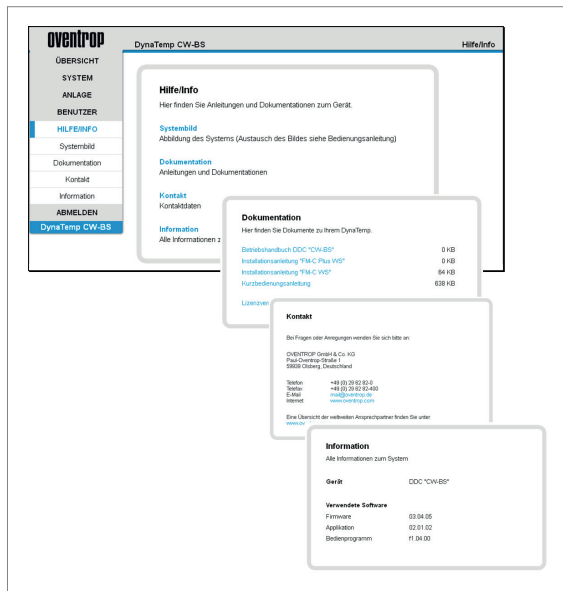 oventrop
DynaTemp CW-BS Hilfe/Info
ÜBERSICHT
SYSTEM
ANLAGE
BENUTZER
HILFE/INFO
Systembild
Dokumentation
Kontakt
Information
ABMELDEN
DynaTemp CW-BS
Hilfe/Info
Hier finden Sie Anleitungen und Dokumentationen zum Gerät.
Systembild
Abbildung des Systems (Austausch des Bildes siehe Bedienungsanleitung)
Dokumentation
Anleitungen und Dokumentationen
Kontakt
Kontaktdaten
Information
Alle Informationen z
Dokumentation
Hier finden Sie Dokumente zu Ihrem DynaTemp.
Betriebshandbuch DDC "CW-BS" 0 KB
Installationsanleitung "FM-C Plus WS" 0 KB
Installationsanleitung "FM-C WS" 64 KB
Kurzbedienungsanleitung 638 KB
Lizenzver
Kontakt
Bei Fragen oder Anregungen wenden Sie sich bitte an:
OVENTROP GmbH & Co. KG
Paul-Oventrop-Straße 1
59939 Olsberg, Deutschland
Telefon +49 (0) 29 62 82-0
Telefax +49 (0) 29 62 82-400
E-Mail mail@oventrop.de
Internet www.oventrop.com
Eine Übersicht der weltweiten Ansprechpartner finden Sie unter
www.ov
Information
Alle Informationen zum System
Gerät DDC "CW-BS"
Verwendete Software
Firmware 03.04.05
Applikation 02.01.02
Bedienprogramm f1.04.00